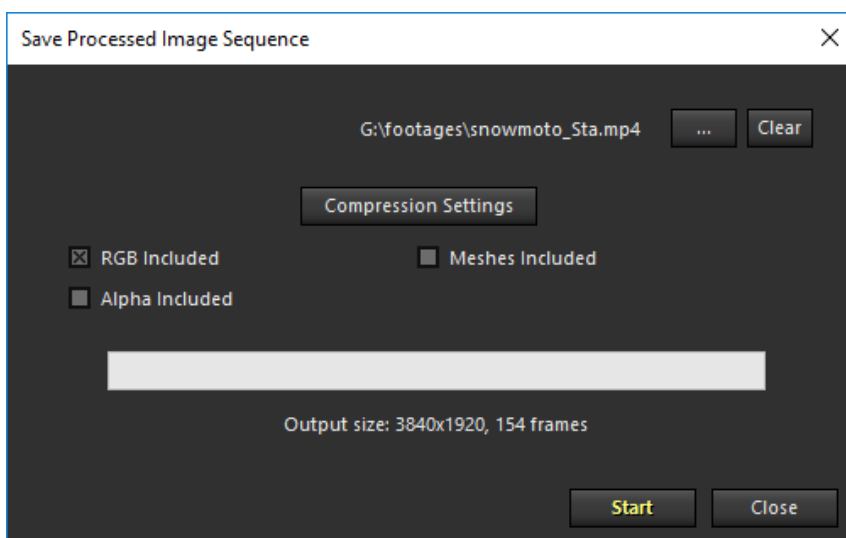 Save Processed Image Sequence
G:\footages\snowmoto_Sta.mp4 ... Clear
Compression Settings
RGB Included Meshes Included
Alpha Included
Output size: 3840x1920, 154 frames
Start Close